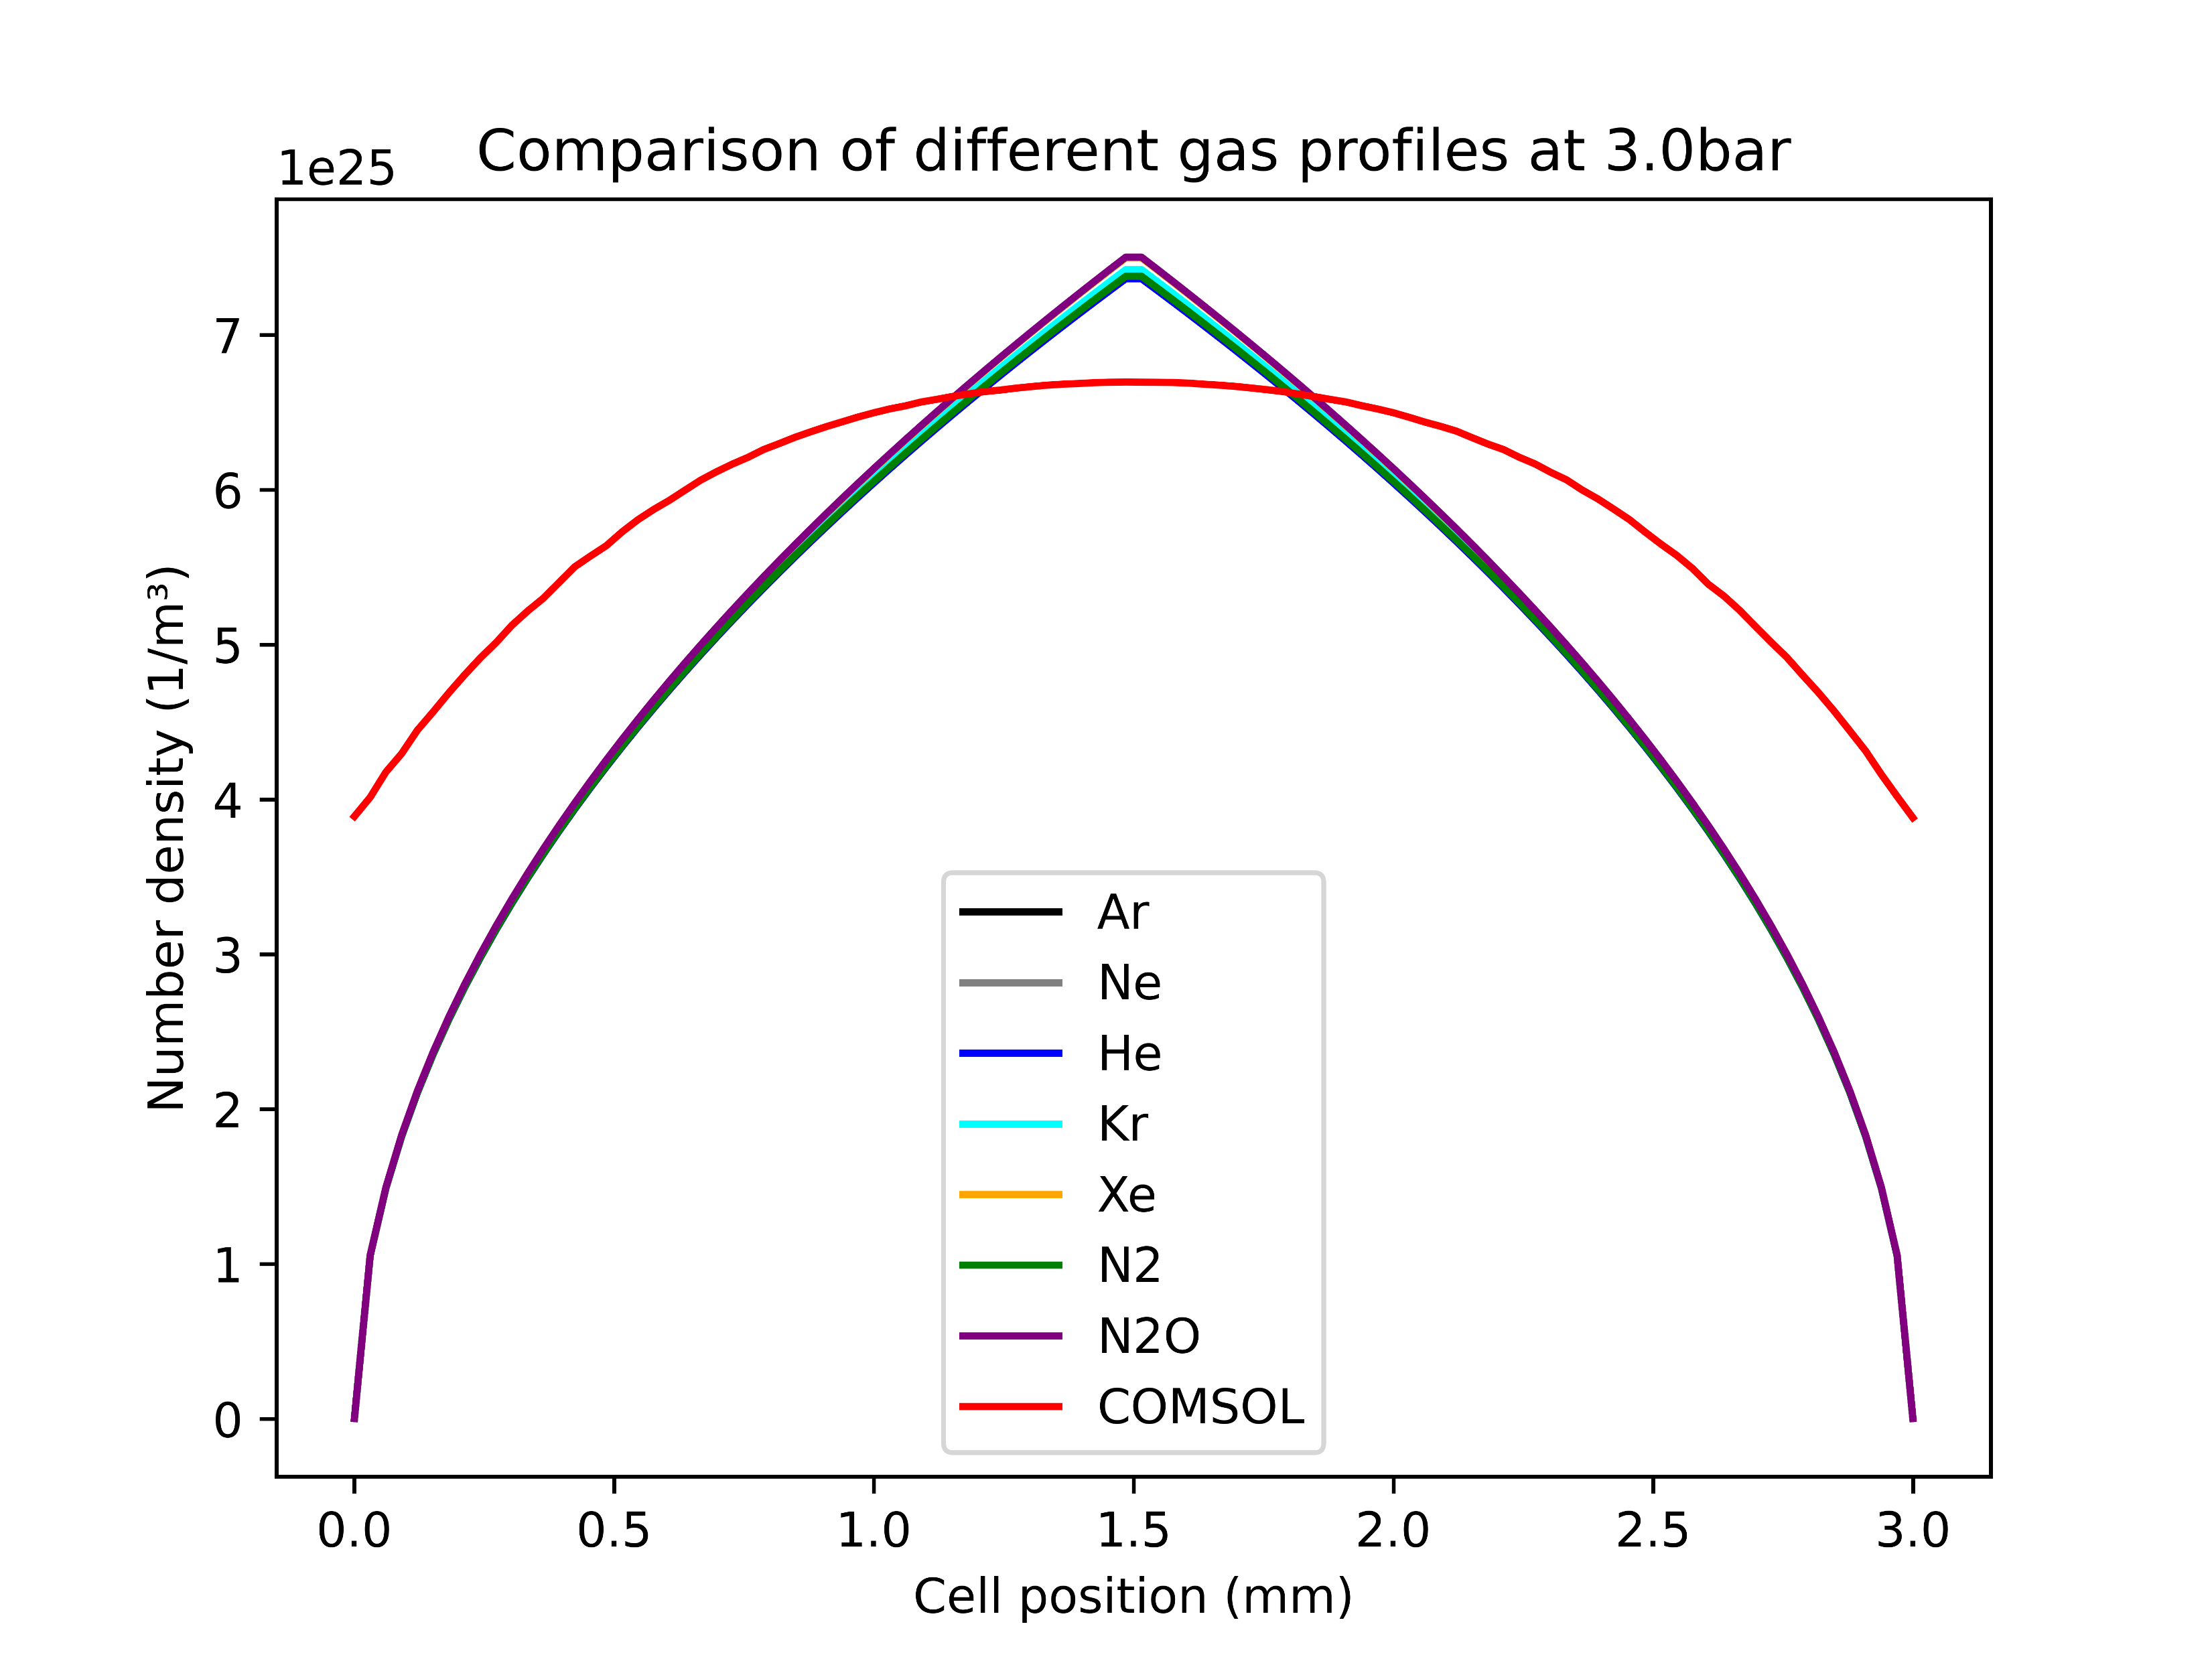 Comparison of different gas profiles at 3.0bar
1e25
7
6
5
4
3
2
1
0
Number density (1/m³)
Ar
Ne
He
Kr
Xe
N2
N2O
COMSOL
0.0 0.5 1.0 1.5 2.0 2.5 3.0
Cell position (mm)